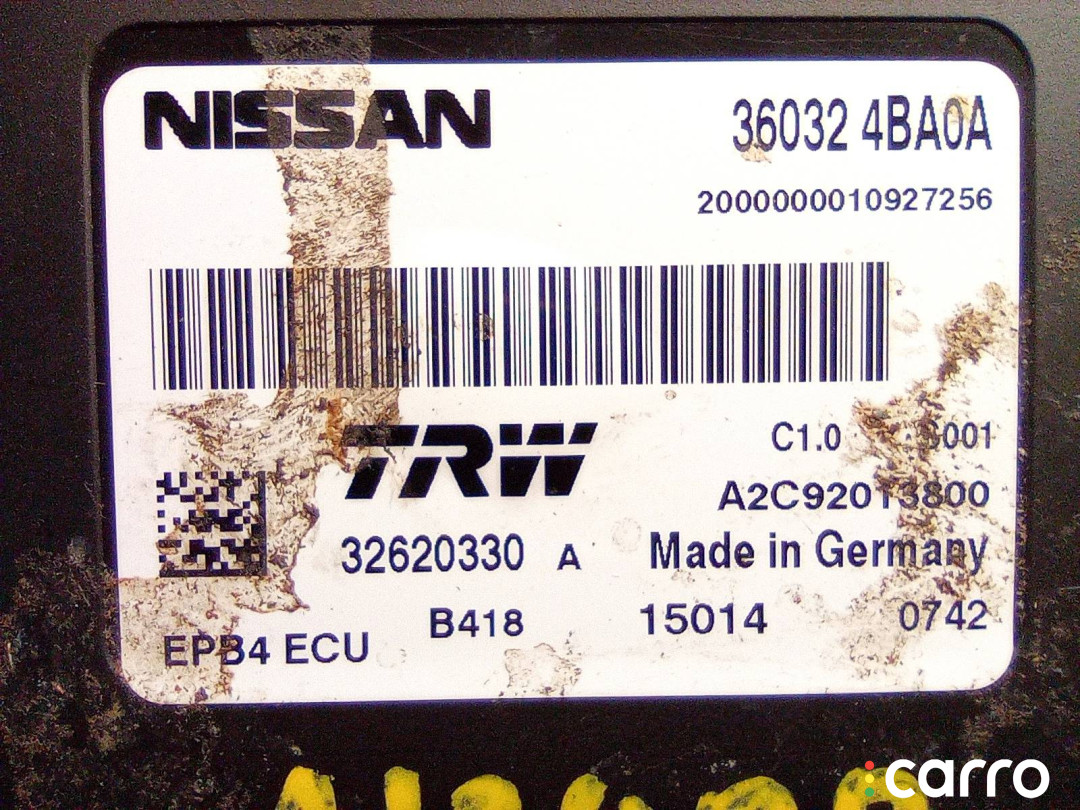 NISSAN 36032 4BA0A
2000000010927256
TRW C1.0
A2C92013800
32620330 A Made in Germany
B418 15014 0742
EPB4 ECU
carro